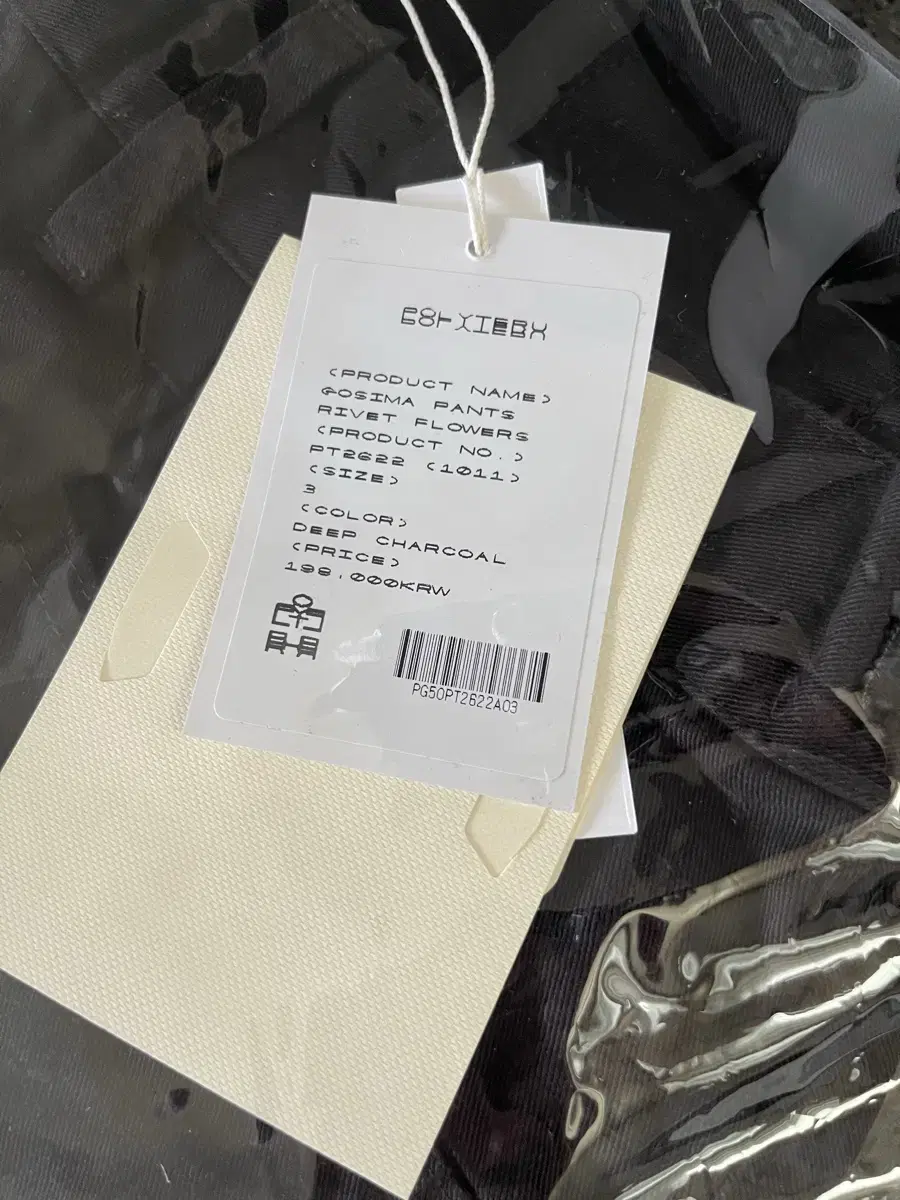 <PRODUCT NAME>
GOSIMA PANTS
RIVET FLOWERS
<PRODUCT NO.>
PT2622 <1011>
<SIZE>
3
<COLOR>
DEEP CHARCOAL
<PRICE>
198,000KRW
PG50PT2622A03